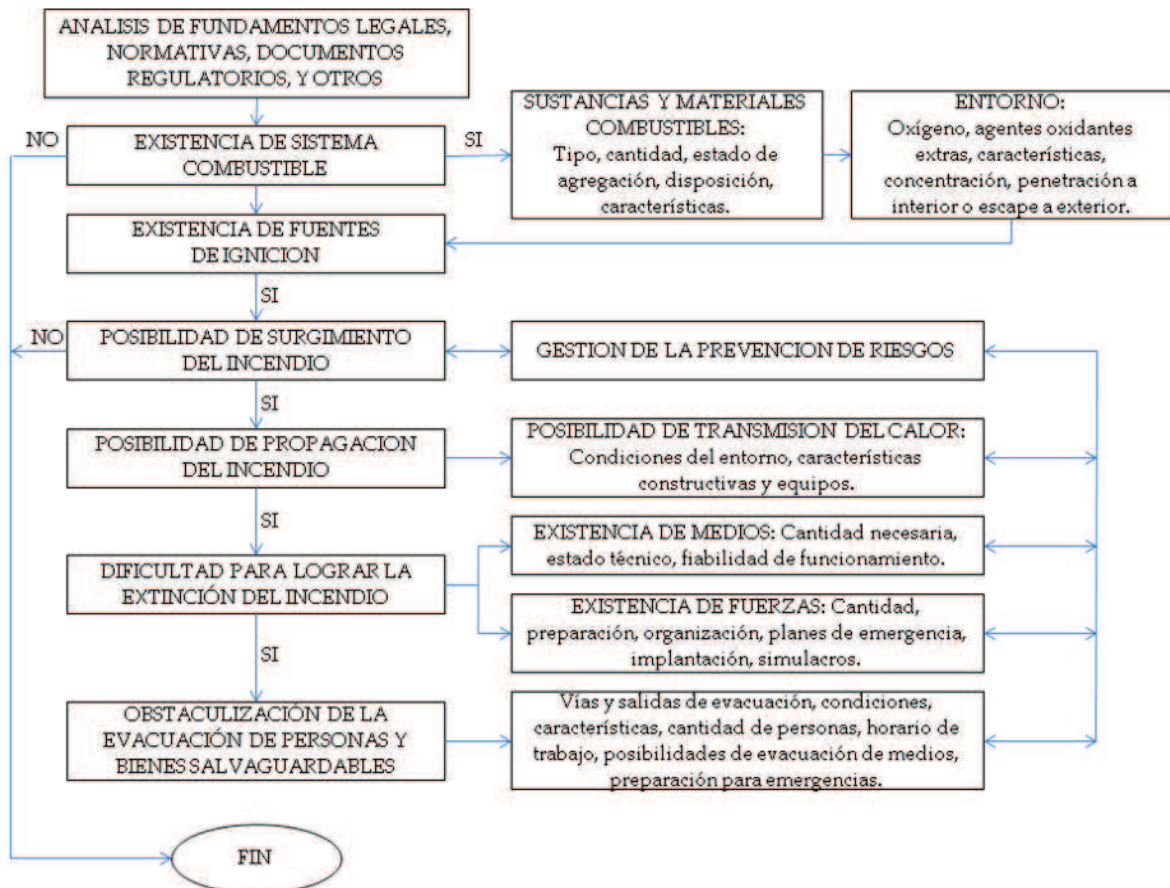 ANALISIS DE FUNDAMENTOS LEGALES,
NORMATIVAS, DOCUMENTOS
REGULATORIOS, Y OTROS
NO
EXISTENCIA DE SISTEMA
COMBUSTIBLE
SI
SUSTANCIAS Y MATERIALES
COMBUSTIBLES:
Tipo, cantidad, estado de
agregación, disposición,
características.
ENTORNO:
Oxígeno, agentes oxidantes
extras, características,
concentración, penetración a
interior o escape a exterior.
EXISTENCIA DE FUENTES
DE IGNICION
SI
NO
POSIBILIDAD DE SURGIMIENTO
DEL INCENDIO
GESTION DE LA PREVENCION DE RIESGOS
SI
POSIBILIDAD DE PROPAGACION
DEL INCENDIO
POSIBILIDAD DE TRANSMISION DEL CALOR:
Condiciones del entorno, características
constructivas y equipos.
SI
DIFICULTAD PARA LOGRAR LA
EXTINCIÓN DEL INCENDIO
EXISTENCIA DE MEDIOS: Cantidad necesaria,
estado técnico, fiabilidad de funcionamiento.
EXISTENCIA DE FUERZAS: Cantidad,
preparación, organización, planes de emergencia,
implantación, simulacros.
SI
OBSTACULIZACIÓN DE LA
EVACUACIÓN DE PERSONAS Y
BIENES SALVAGUARDABLES
Vías y salidas de evacuación, condiciones,
características, cantidad de personas, horario de
trabajo, posibilidades de evacuación de medios,
preparación para emergencias.
FIN